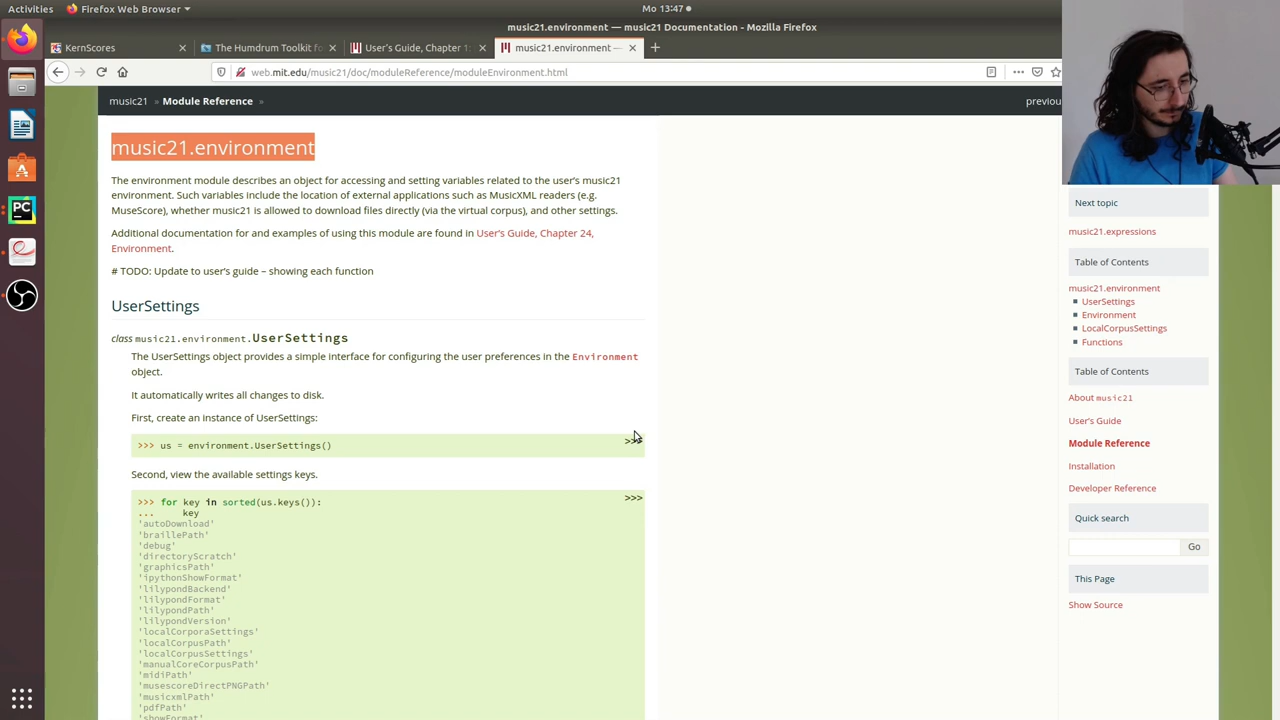 Activities Firefox Web Browser Mo 13:47
music21.environment — music21 Documentation - Mozilla Firefox
KernScores The Humdrum Toolkit fo User's Guide, Chapter 1 music21.environment —
web.mit.edu/music21/doc/moduleReference/moduleEnvironment.html
music21 » Module Reference » previou
music21.environment
The environment module describes an object for accessing and setting variables related to the user's music21
environment. Such variables include the location of external applications such as MusicXML readers (e.g.
MuseScore), whether music21 is allowed to download files directly (via the virtual corpus), and other settings.
Additional documentation for and examples of using this module are found in User's Guide, Chapter 24,
Environment.
# TODO: Update to user's guide – showing each function
UserSettings
class music21.environment.UserSettings
The UserSettings object provides a simple interface for configuring the user preferences in the Environment
object.
It automatically writes all changes to disk.
First, create an instance of UserSettings:
>>> us = environment.UserSettings() >>>
Second, view the available settings keys.
>>> for key in sorted(us.keys()): >>>
... key
'autoDownload'
'braillePath'
'debug'
'directoryScratch'
'graphicsPath'
'ipythonShowFormat'
'lilypondBackend'
'lilypondFormat'
'lilypondPath'
'lilypondVersion'
'localCorporaSettings'
'localCorpusPath'
'localCorpusSettings'
'manualCoreCorpusPath'
'midiPath'
'musescoreDirectPNGPath'
'musicxmlPath'
'pdfPath'
'showFormat'
Next topic
music21.expressions
Table of Contents
music21.environment
UserSettings
Environment
LocalCorpusSettings
Functions
Table of Contents
About music21
User's Guide
Module Reference
Installation
Developer Reference
Quick search
Go
This Page
Show Source
PC